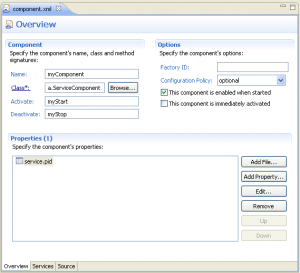 component.xml
Overview
Component
Specify the component's name, class and method
signatures:
Name: myComponent
Class*: a.ServiceComponent Browse...
Activate: myStart
Deactivate: myStop
Options
Specify the component's options:
Factory ID:
Configuration Policy: optional
This component is enabled when started
This component is immediately activated
Properties (1)
Specify the component's properties:
service.pid
Add File...
Add Property...
Edit...
Remove
Up
Down
Overview Services Source